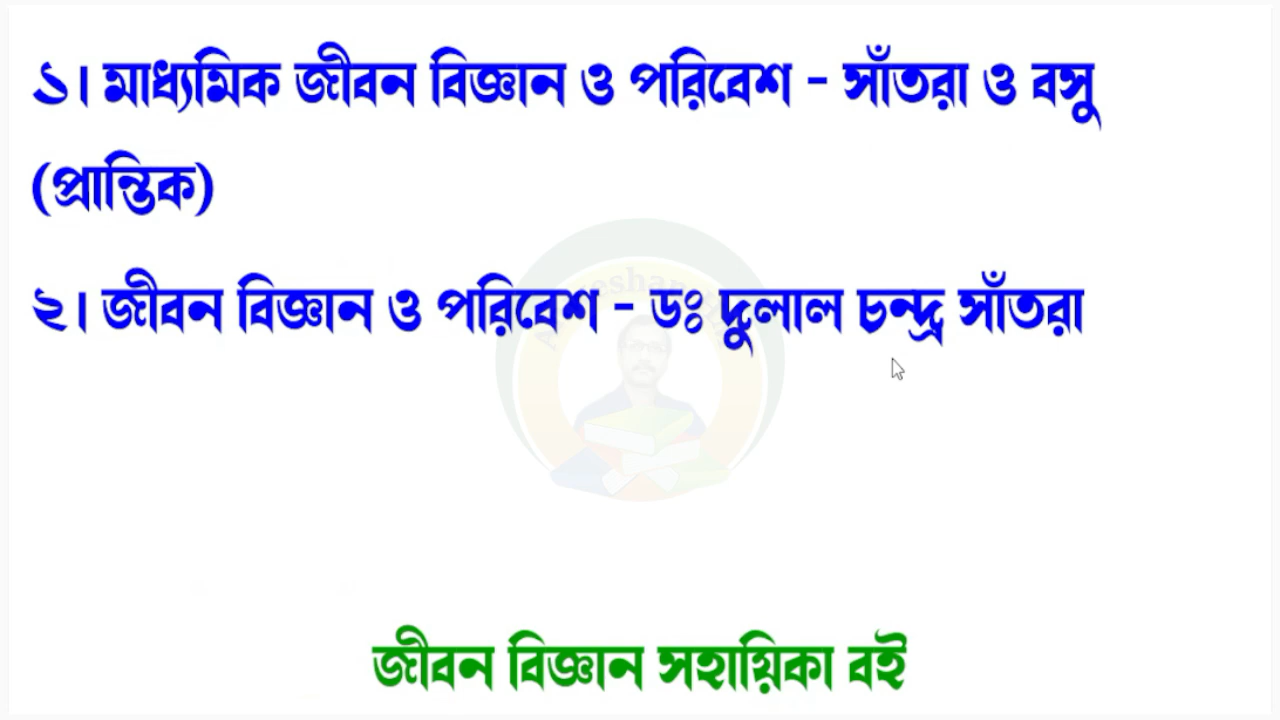 ১। মাধ্যমিক জীবন বিজ্ঞান ও পরিবেশ - সাঁতরা ও বসু
(প্রান্তিক)
২। জীবন বিজ্ঞান ও পরিবেশ - ডঃ দুলাল চন্দ্র সাঁতরা
জীবন বিজ্ঞান সহায়িকা বই